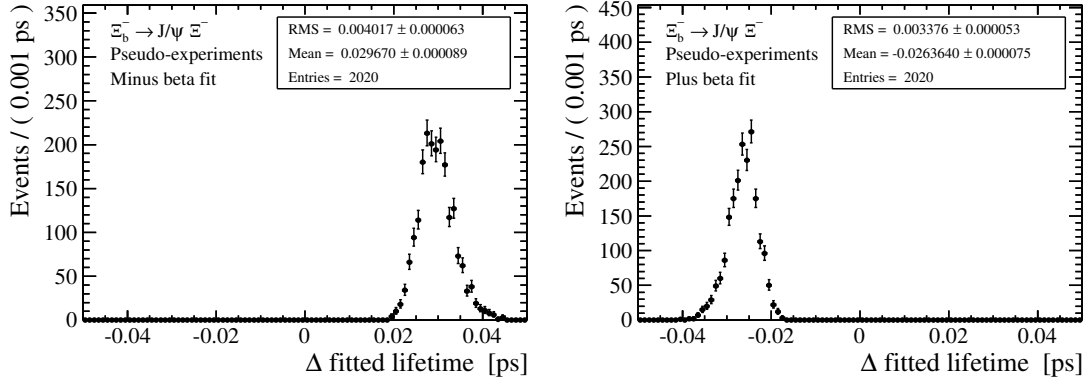 Ξ_b^- → J/ψ Ξ^-
Pseudo-experiments
Minus beta fit
RMS = 0.004017 ± 0.000063
Mean = 0.029670 ± 0.000089
Entries = 2020
Events / ( 0.001 ps )
350
300
250
200
150
100
50
0
-0.04 -0.02 0 0.02 0.04
Δ fitted lifetime [ps]
Ξ_b^- → J/ψ Ξ^-
Pseudo-experiments
Plus beta fit
RMS = 0.003376 ± 0.000053
Mean = -0.0263640 ± 0.000075
Entries = 2020
Events / ( 0.001 ps )
450
400
350
300
250
200
150
100
50
0
-0.04 -0.02 0 0.02 0.04
Δ fitted lifetime [ps]